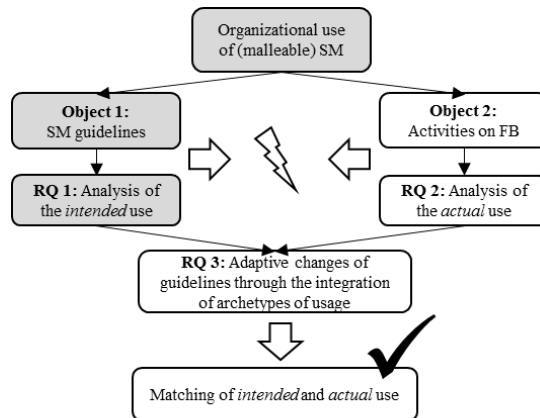 Organizational use
of (malleable) SM
Object 1:
SM guidelines
Object 2:
Activities on FB
RQ 1: Analysis of
the intended use
RQ 2: Analysis of
the actual use
RQ 3: Adaptive changes of
guidelines through the integration
of archetypes of usage
Matching of intended and actual use